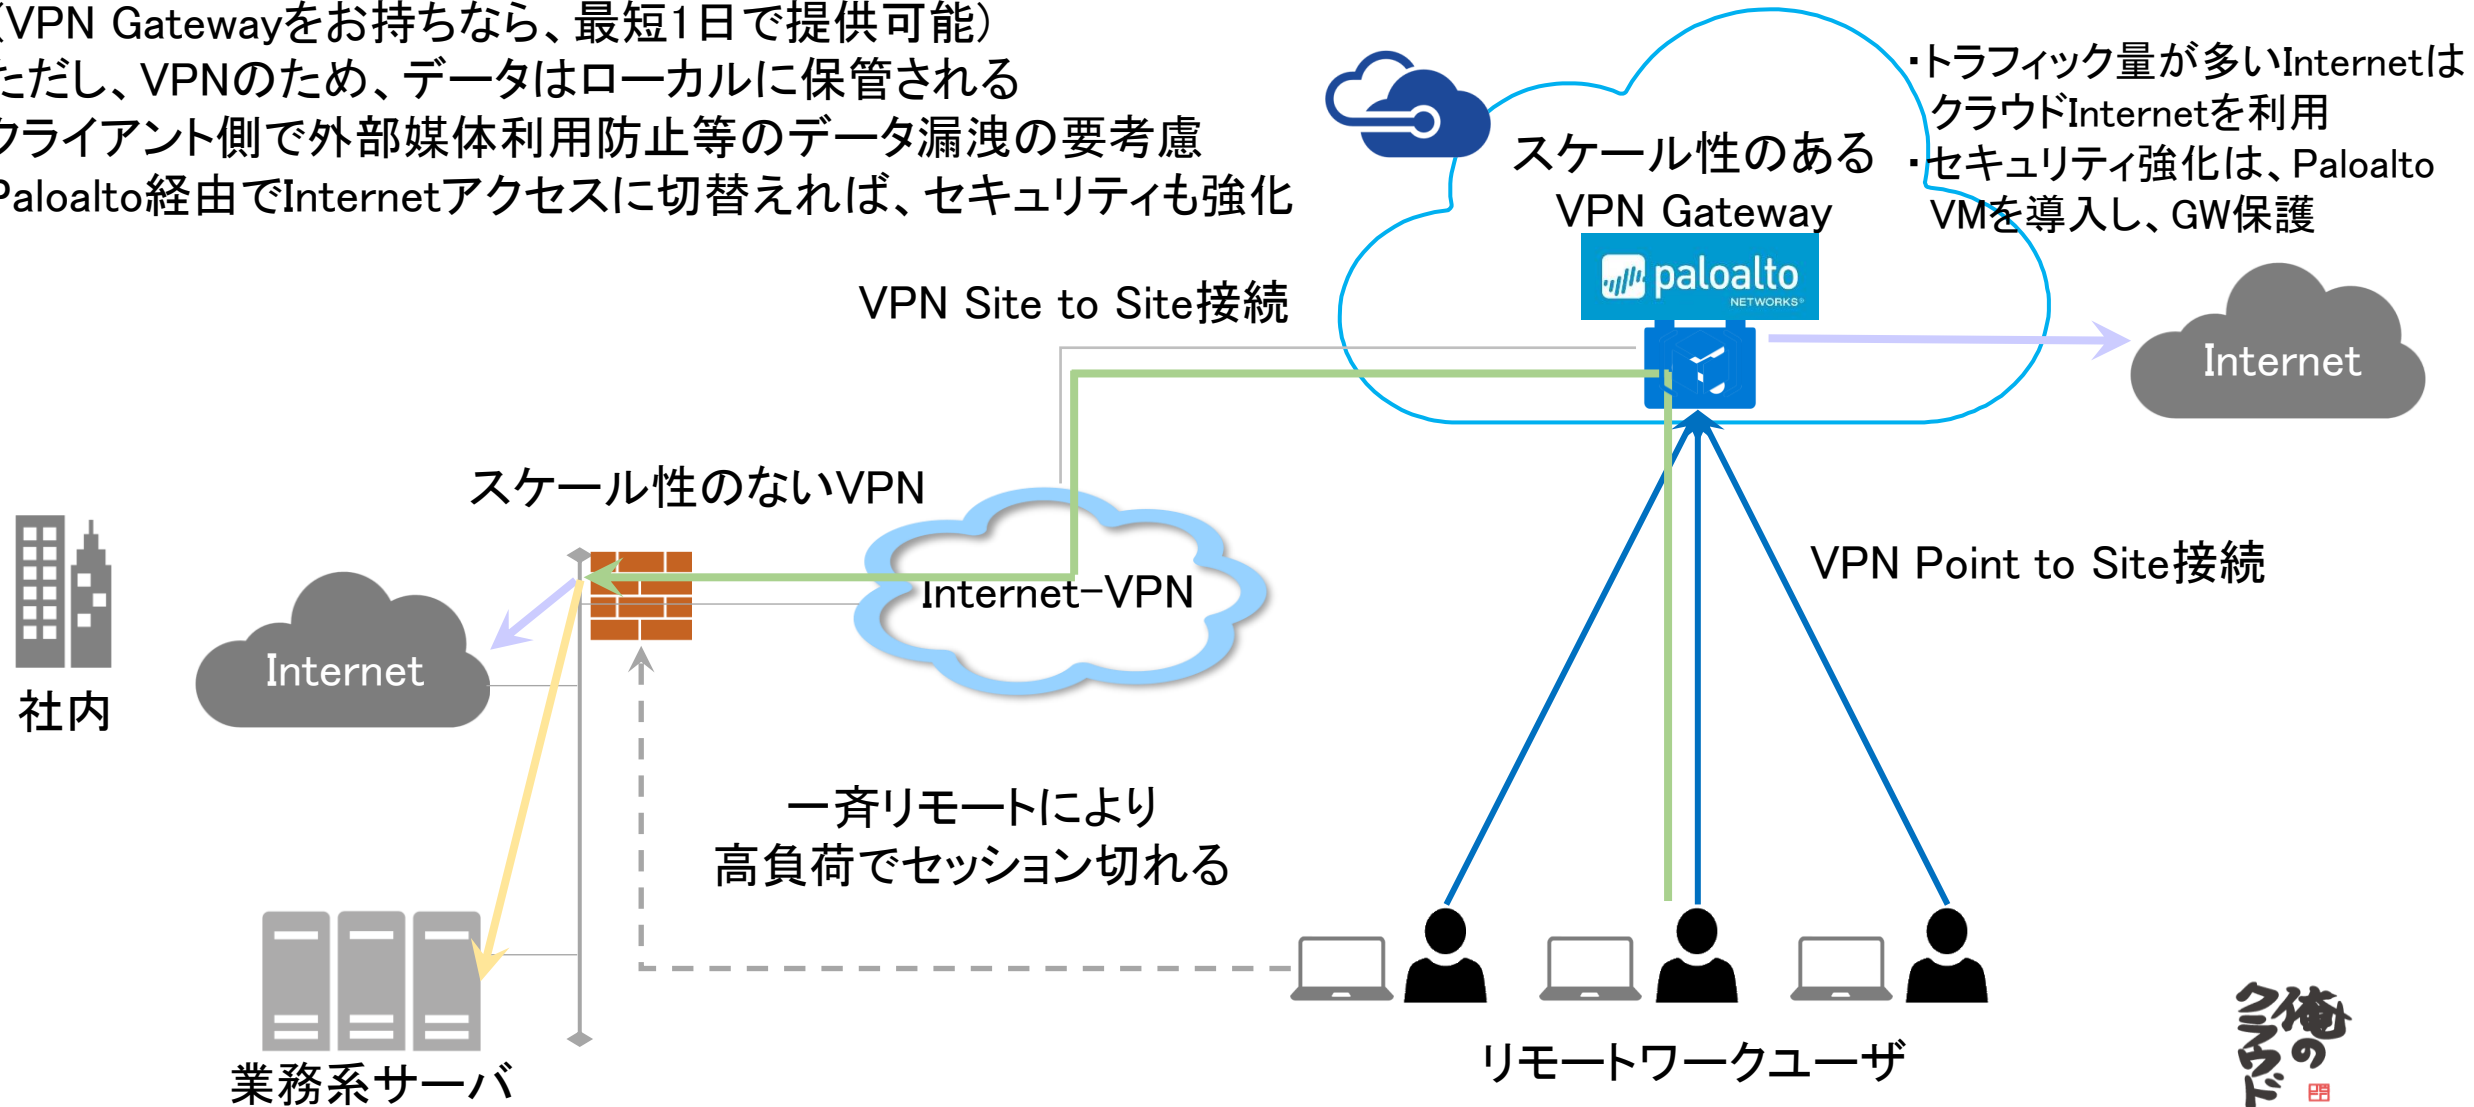 (VPN Gatewayをお持ちなら、最短1日で提供可能)
ただし、VPNのため、データはローカルに保管される
クライアント側で外部媒体利用防止等のデータ漏洩の要考慮
Paloalto経由でInternetアクセスに切替えれば、セキュリティも強化
・トラフィック量が多いInternetは
クラウドInternetを利用
・セキュリティ強化は、Paloalto
VMを導入し、GW保護
スケール性のある
VPN Gateway
paloalto
NETWORKS®
VPN Site to Site接続
Internet
スケール性のないVPN
Internet-VPN
VPN Point to Site接続
Internet
社内
一斉リモートにより
高負荷でセッション切れる
リモートワークユーザ
業務系サーバ
俺の
クラウド